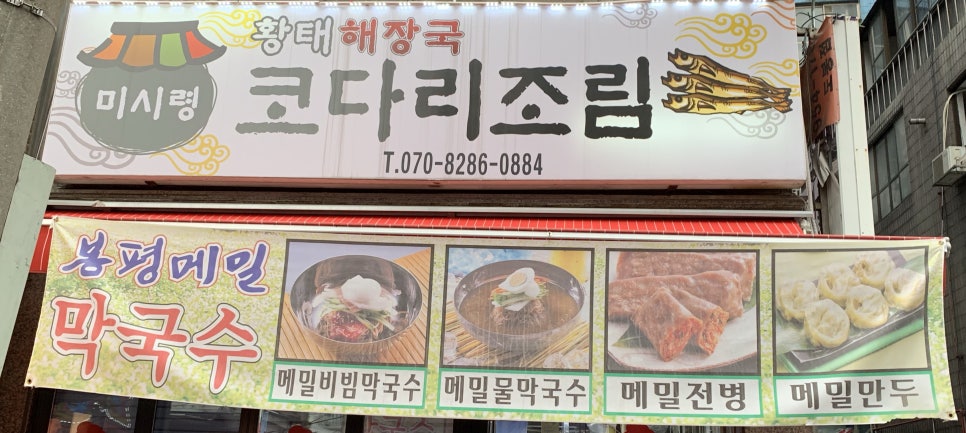 황태해장국
미시령
코다리조림
T.070-8286-0884
봉평메밀
막국수
메밀비빔막국수
메밀물막국수
메밀전병
메밀만두